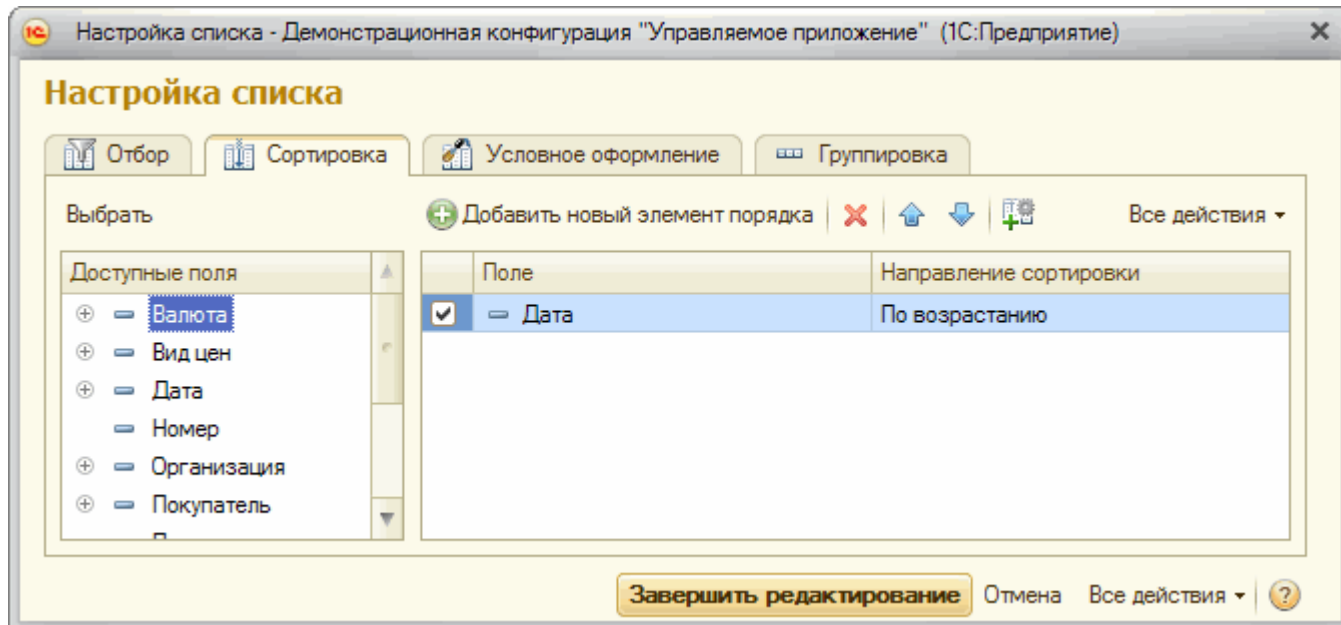 1С Настройка списка - Демонстрационная конфигурация "Управляемое приложение" (1С:Предприятие)
Настройка списка
Отбор Сортировка Условное оформление Группировка
Выбрать Добавить новый элемент порядка Все действия
Доступные поля Поле Направление сортировки
Валюта Дата По возрастанию
Вид цен
Дата
Номер
Организация
Покупатель
Завершить редактирование Отмена Все действия ?